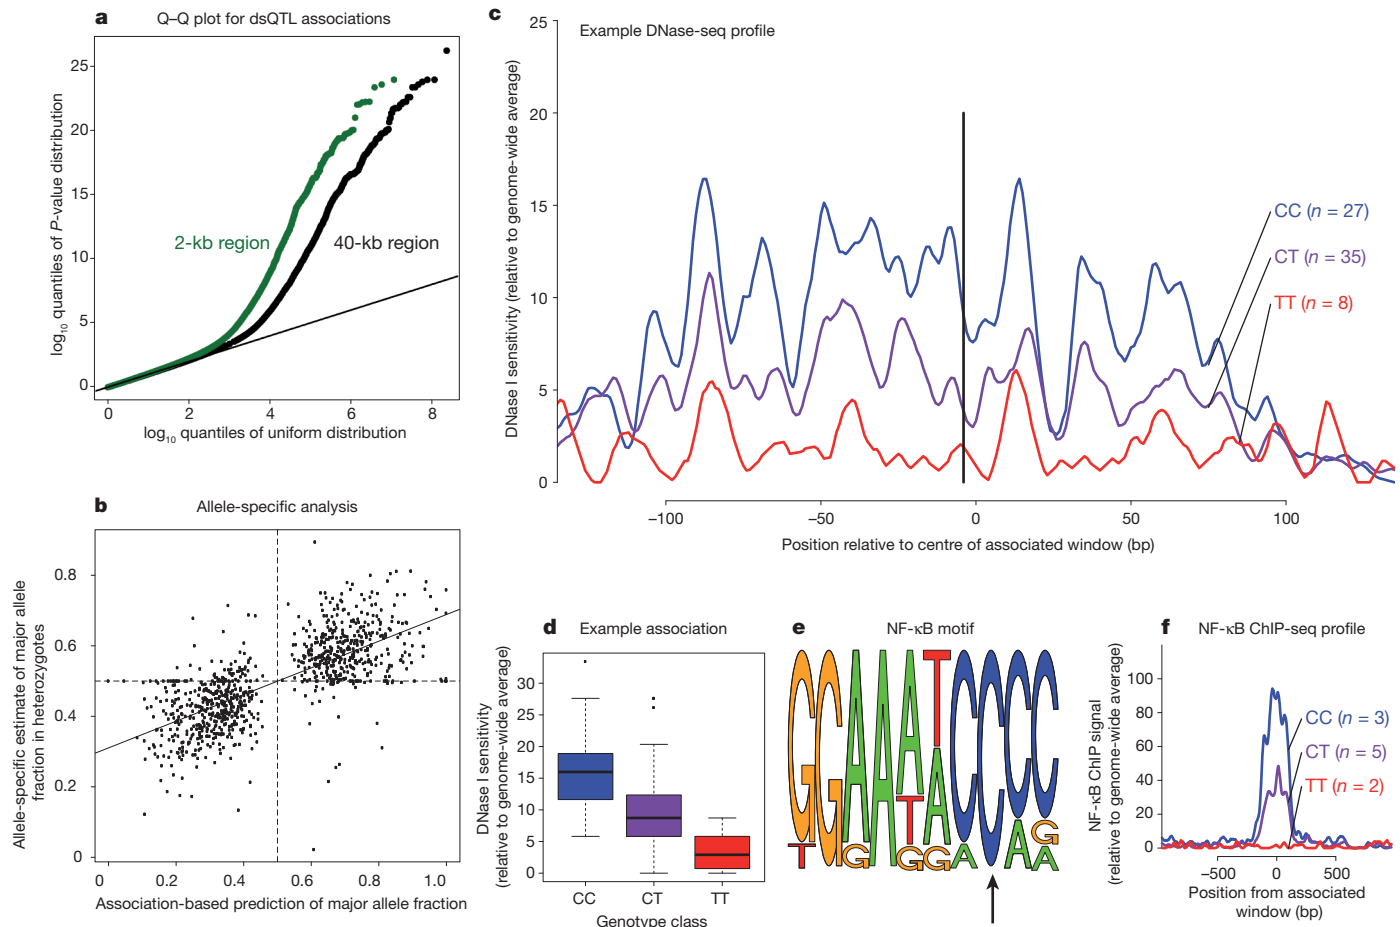 a
Q–Q plot for dsQTL associations
log10 quantiles of P-value distribution
25
20
15
10
5
0
2-kb region
40-kb region
0 2 4 6 8
log10 quantiles of uniform distribution
b
Allele-specific analysis
Allele-specific estimate of major allele
fraction in heterozygotes
0.8
0.6
0.4
0.2
0
0 0.2 0.4 0.6 0.8 1.0
Association-based prediction of major allele fraction
c
Example DNase-seq profile
DNase I sensitivity (relative to genome-wide average)
25
20
15
10
5
0
CC (n = 27)
CT (n = 35)
TT (n = 8)
−100 −50 0 50 100
Position relative to centre of associated window (bp)
d
Example association
DNase I sensitivity
(relative to genome-wide average)
30
25
20
15
10
5
0
CC CT TT
Genotype class
e
NF-κB motif
G G A A A T C C C C
T A
T G G G A A G A
f
NF-κB ChIP-seq profile
NF-κB ChIP signal
(relative to genome-wide average)
100
80
60
40
20
0
CC (n = 3)
CT (n = 5)
TT (n = 2)
−500 0 500
Position from associated
window (bp)